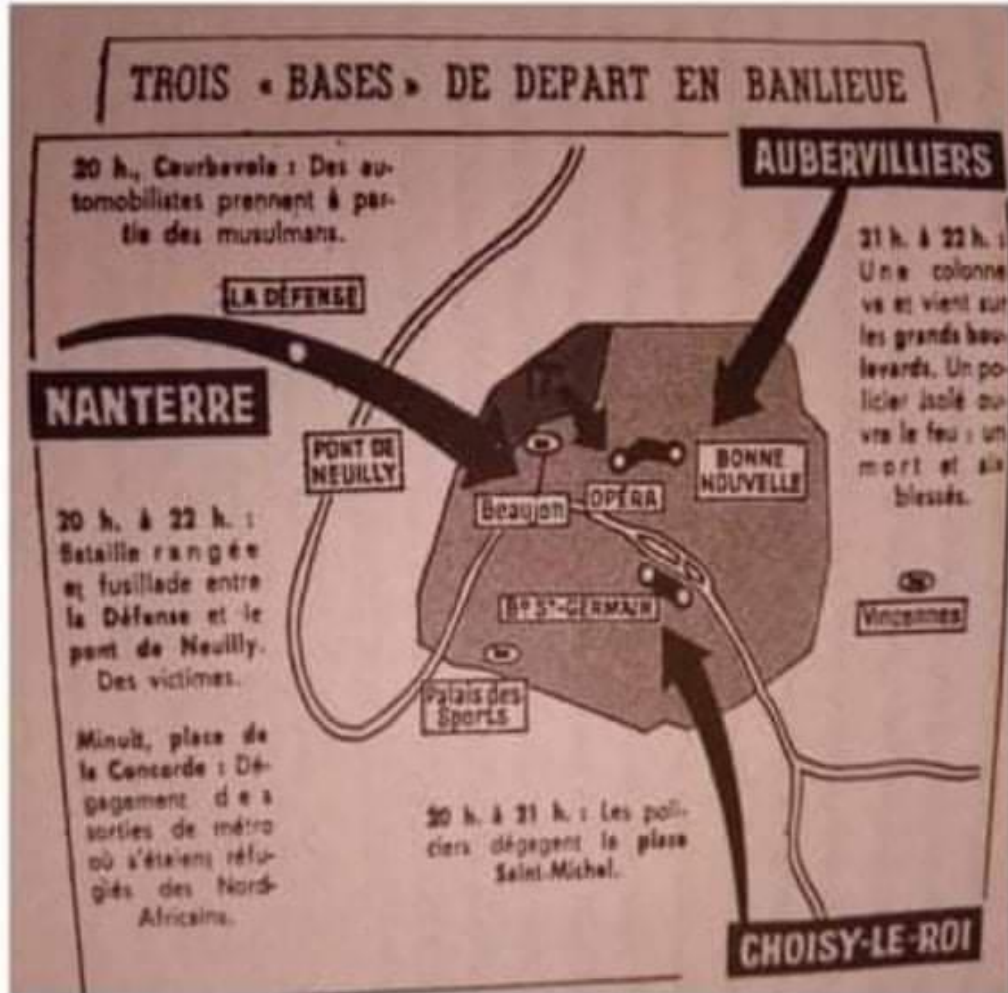 TROIS « BASES » DE DEPART EN BANLIEUE
20 h., Courbevoie : Des au-
tomobilistes prennent à par-
tie des musulmans.
AUBERVILLIERS
LA DÉFENSE
21 h. à 22 h. :
Une colonne
va et vient sur
les grands bou-
levards. Un po-
licier isolé ou-
vre le feu : un
mort et six
blessés.
NANTERRE
PONT DE
NEUILLY
Beaujon
OPÉRA
BONNE
NOUVELLE
20 h. à 22 h. :
Bataille rangée
et fusillade entre
la Défense et le
pont de Neuilly.
Des victimes.
Bd ST-GERMAIN
Vincennes
Palais des
Sports
Minuit, place de
la Concorde : Dé-
gagement des
sorties de métro
où s'étaient réfu-
giés des Nord-
Africains.
20 h. à 21 h. : Les poli-
ciers dégagent la place
Saint-Michel.
CHOISY-LE-ROI